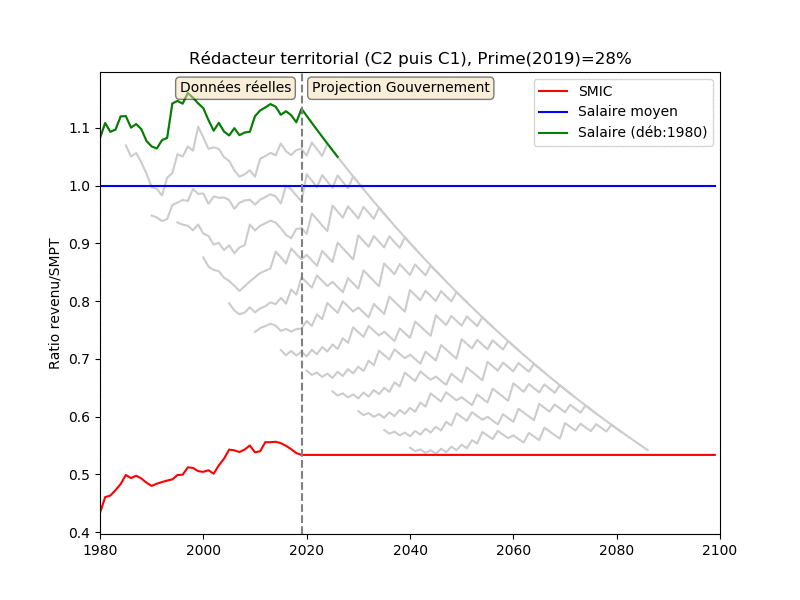 Rédacteur territorial (C2 puis C1), Prime(2019)=28%
Données réelles
Projection Gouvernement
SMIC
Salaire moyen
Salaire (déb:1980)
Ratio revenu/SMPT
1.1
1.0
0.9
0.8
0.7
0.6
0.5
0.4
1980
2000
2020
2040
2060
2080
2100